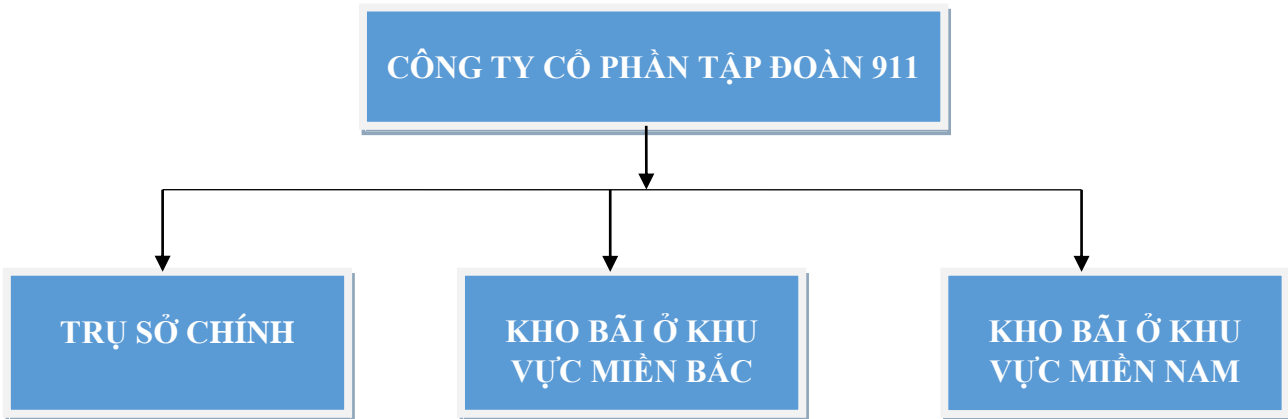 CÔNG TY CỔ PHẦN TẬP ĐOÀN 911
TRỤ SỞ CHÍNH
KHO BÃI Ở KHU
VỰC MIỀN BẮC
KHO BÃI Ở KHU
VỰC MIỀN NAM